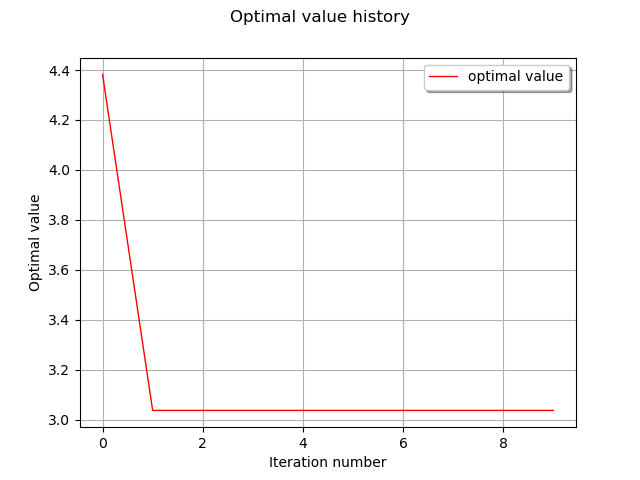 Optimal value history
optimal value
4.4
4.2
4.0
3.8
3.6
3.4
3.2
3.0
Optimal value
0 2 4 6 8
Iteration number